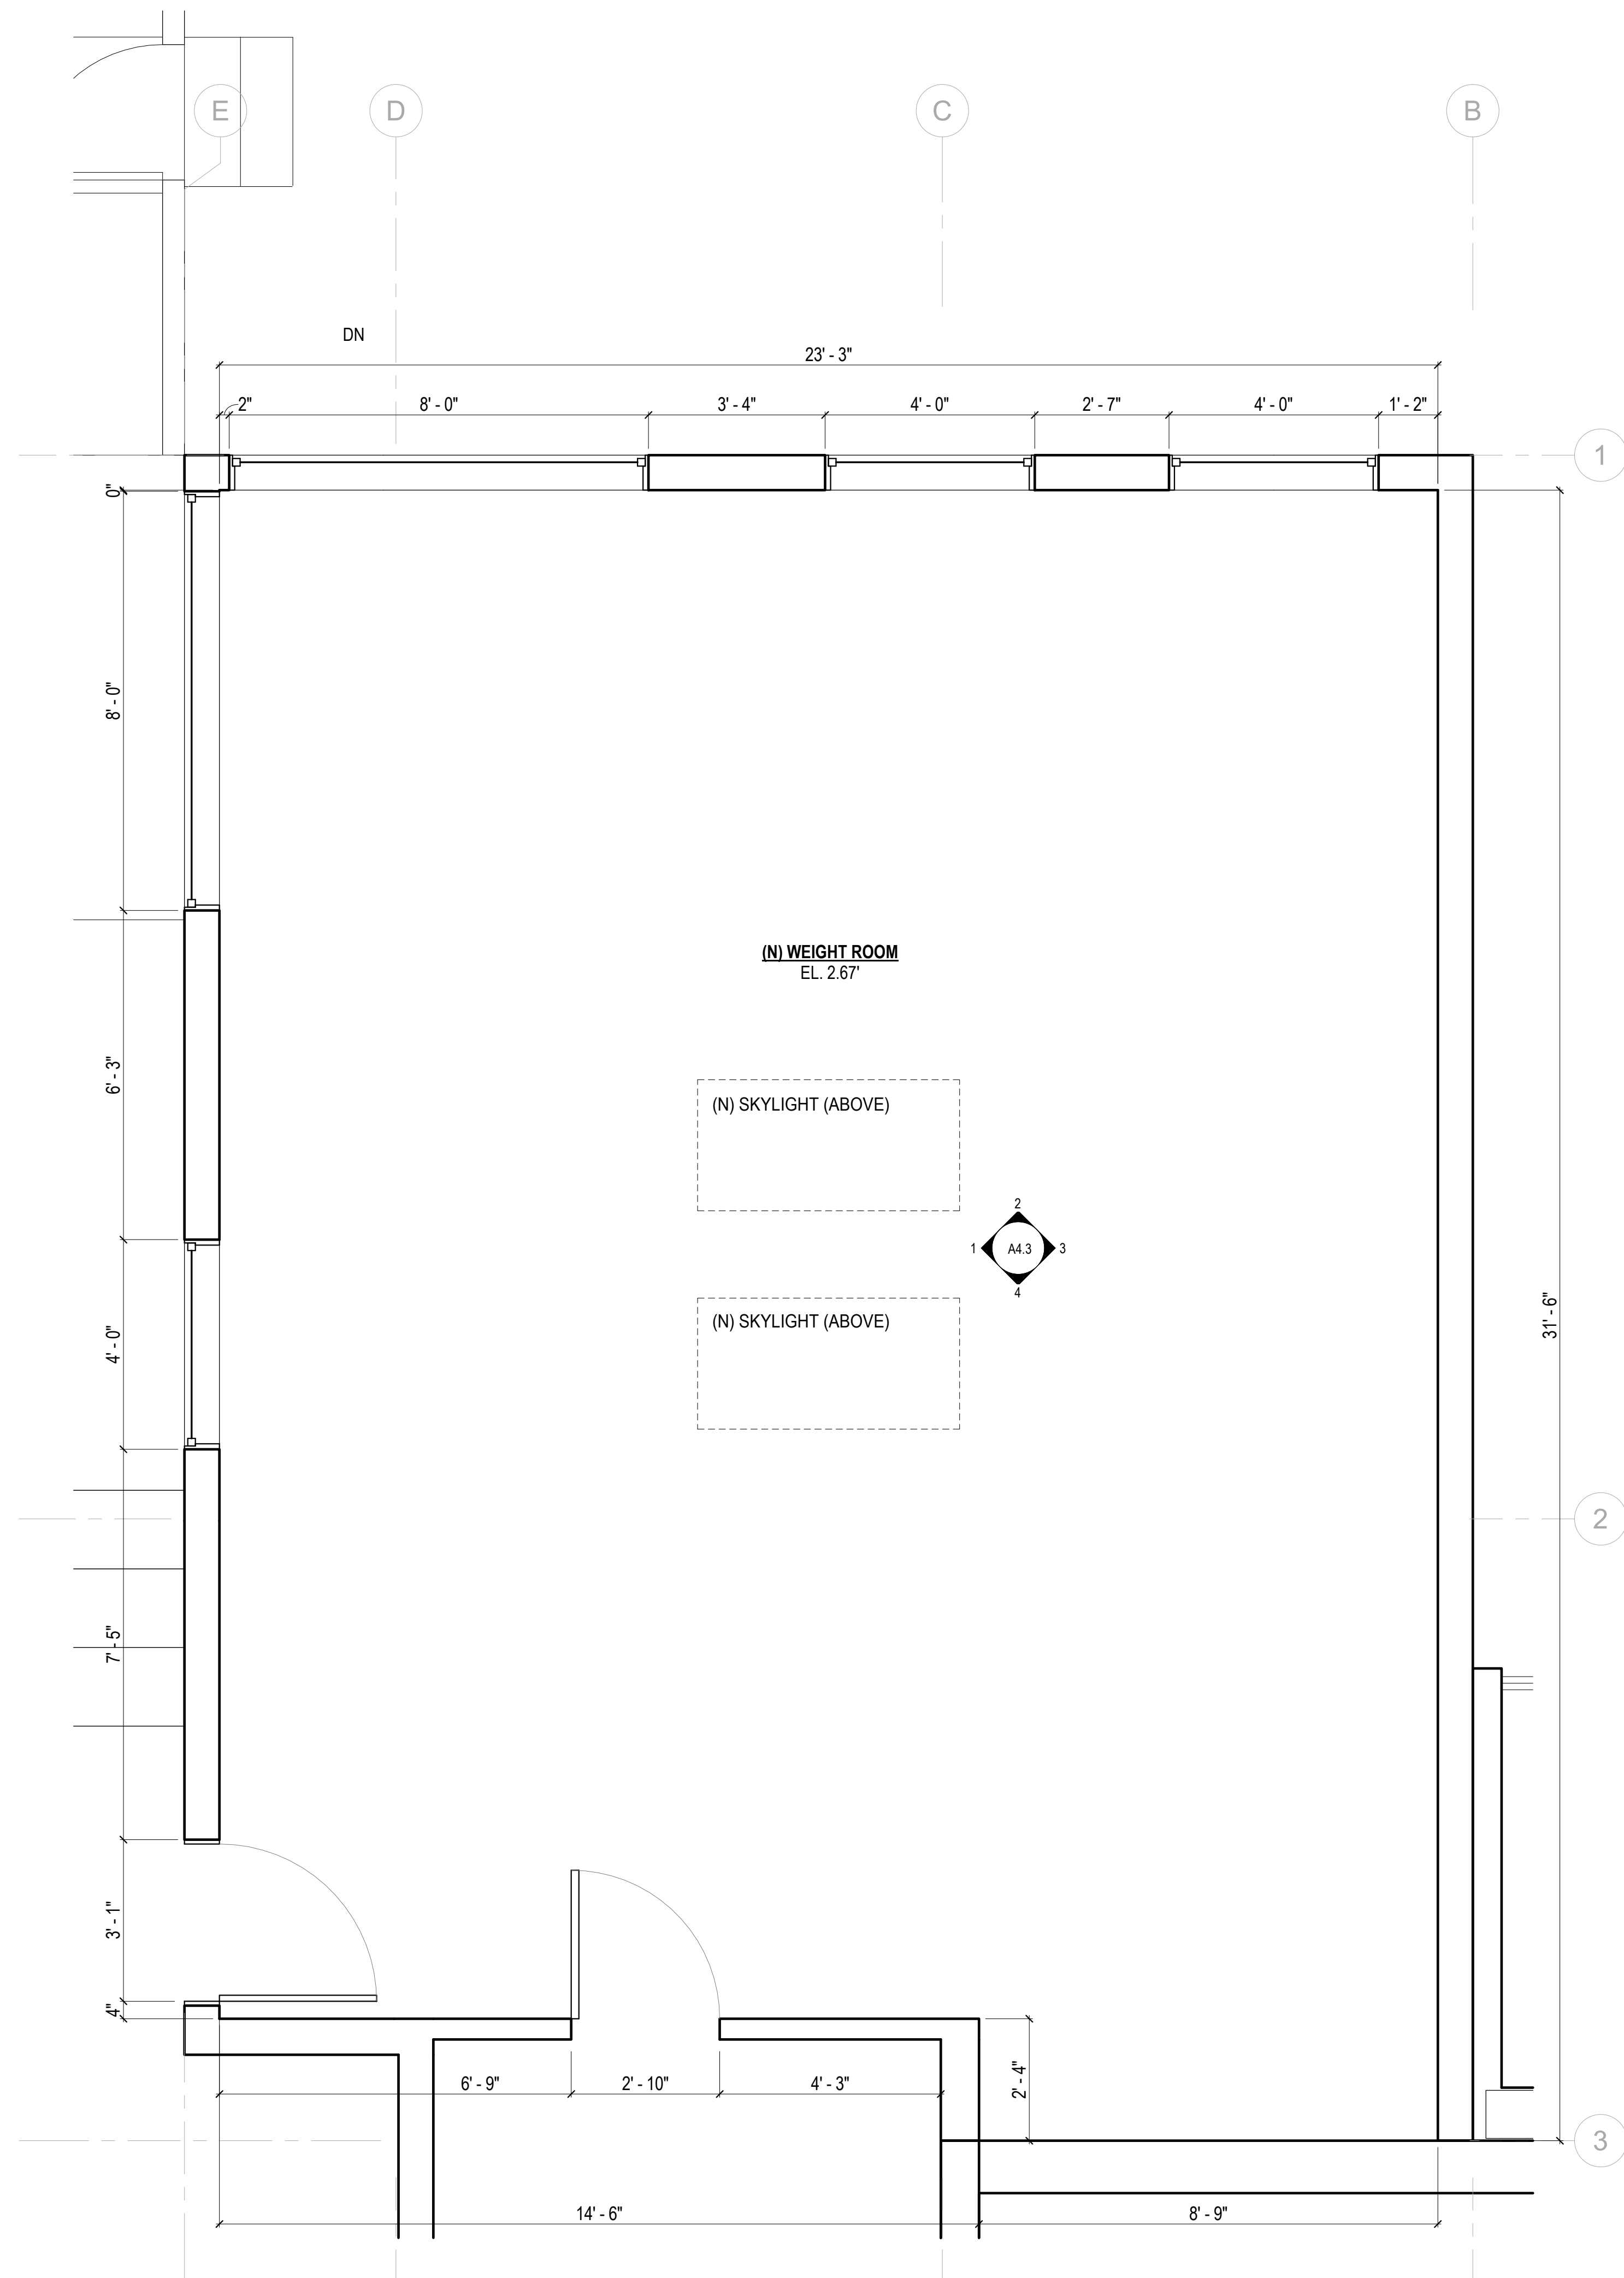 E
D
C
B
DN
23' - 3"
2"
8' - 0"
3' - 4"
4' - 0"
2' - 7"
4' - 0"
1' - 2"
1
0"
8' - 0"
(N) WEIGHT ROOM
EL. 2.67'
6' - 3"
(N) SKYLIGHT (ABOVE)
2
1
A4.3
3
4
4' - 0"
(N) SKYLIGHT (ABOVE)
31' - 6"
2
7' - 5"
3' - 1"
4"
6' - 9"
2' - 10"
4' - 3"
2' - 4"
3
14' - 6"
8' - 9"